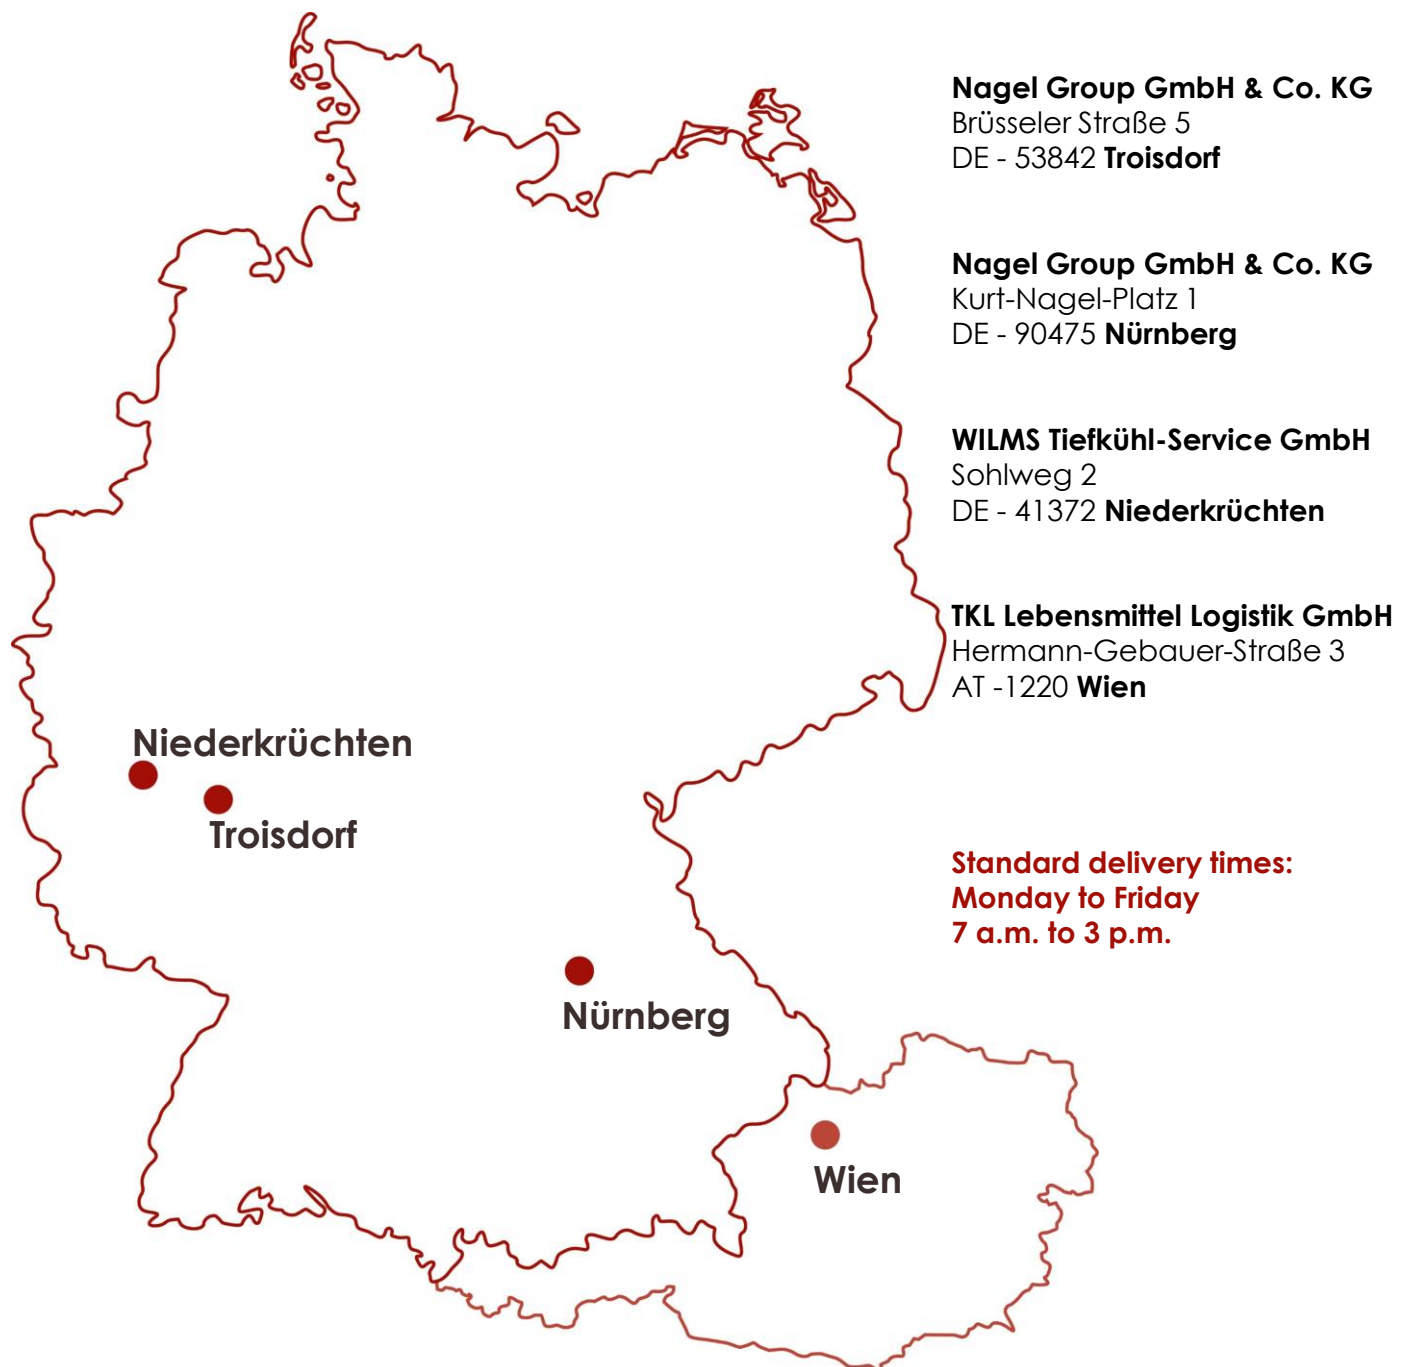 Nagel Group GmbH & Co. KG
Brüsseler Straße 5
DE - 53842 Troisdorf
Nagel Group GmbH & Co. KG
Kurt-Nagel-Platz 1
DE - 90475 Nürnberg
WILMS Tiefkühl-Service GmbH
Sohlweg 2
DE - 41372 Niederkrüchten
TKL Lebensmittel Logistik GmbH
Hermann-Gebauer-Straße 3
AT -1220 Wien
Niederkrüchten
Troisdorf
Standard delivery times:
Monday to Friday
7 a.m. to 3 p.m.
Nürnberg
Wien